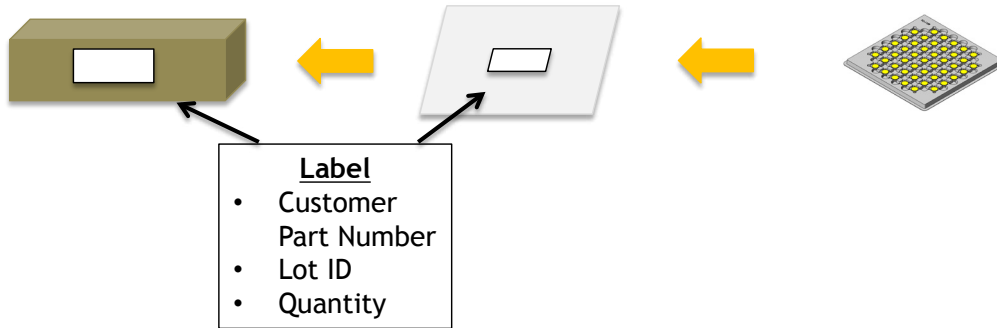 Label
• Customer
Part Number
• Lot ID
• Quantity